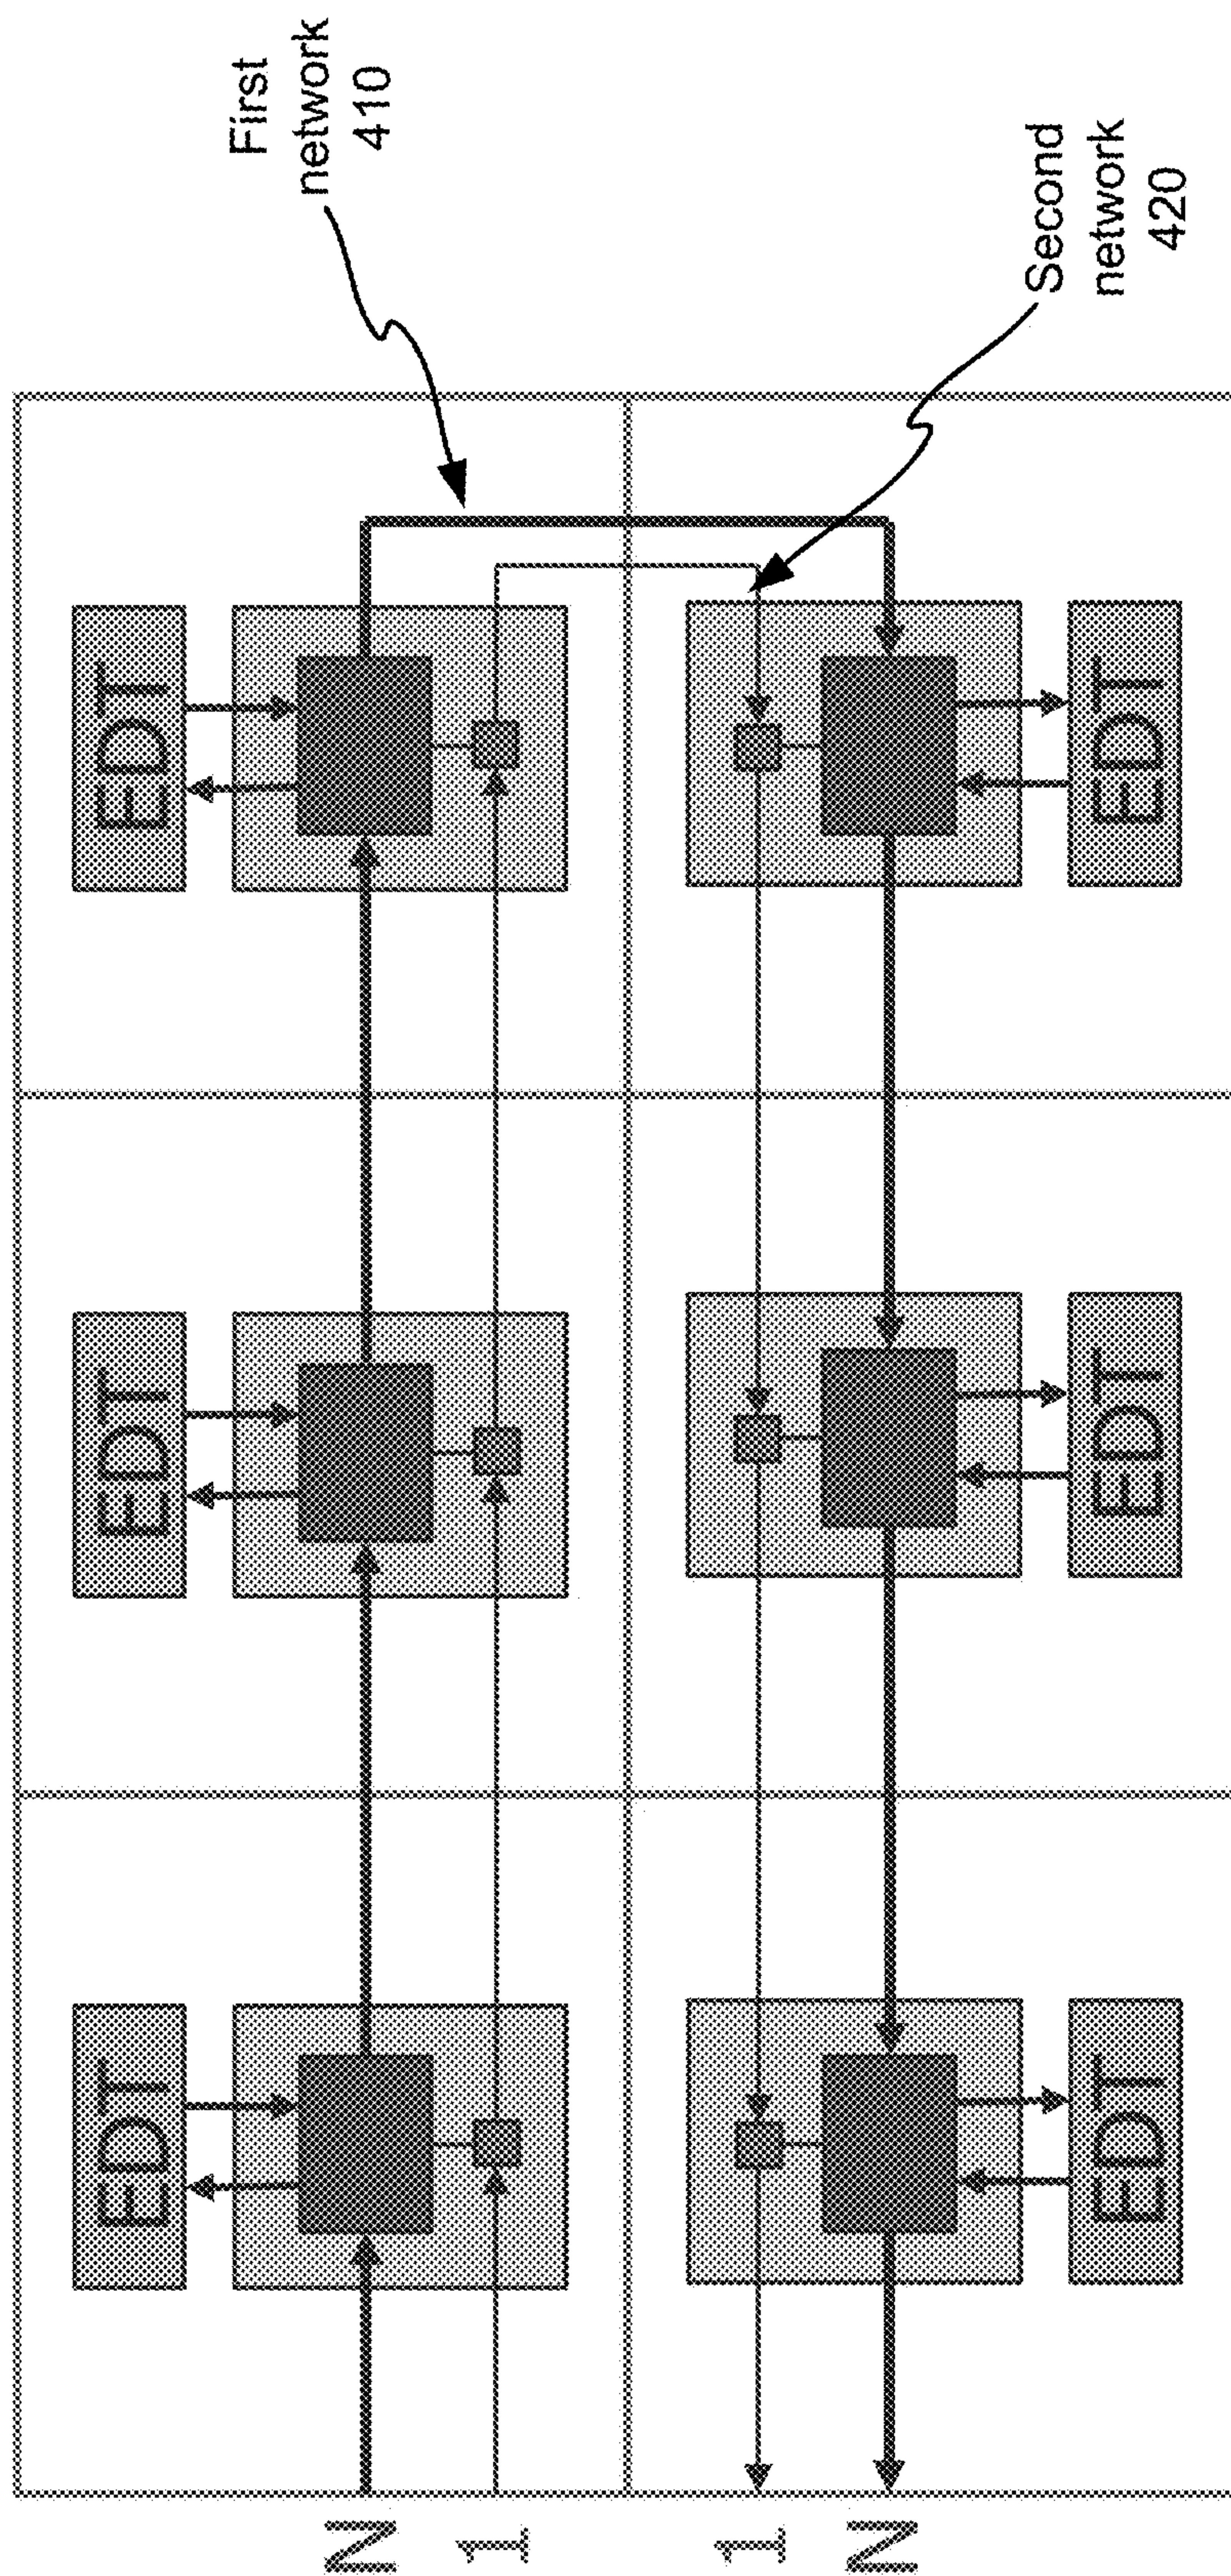 First
network
410
Second
network
420
EDT
EDT
EDT
EDT
EDT
EDT
N
1
1
N